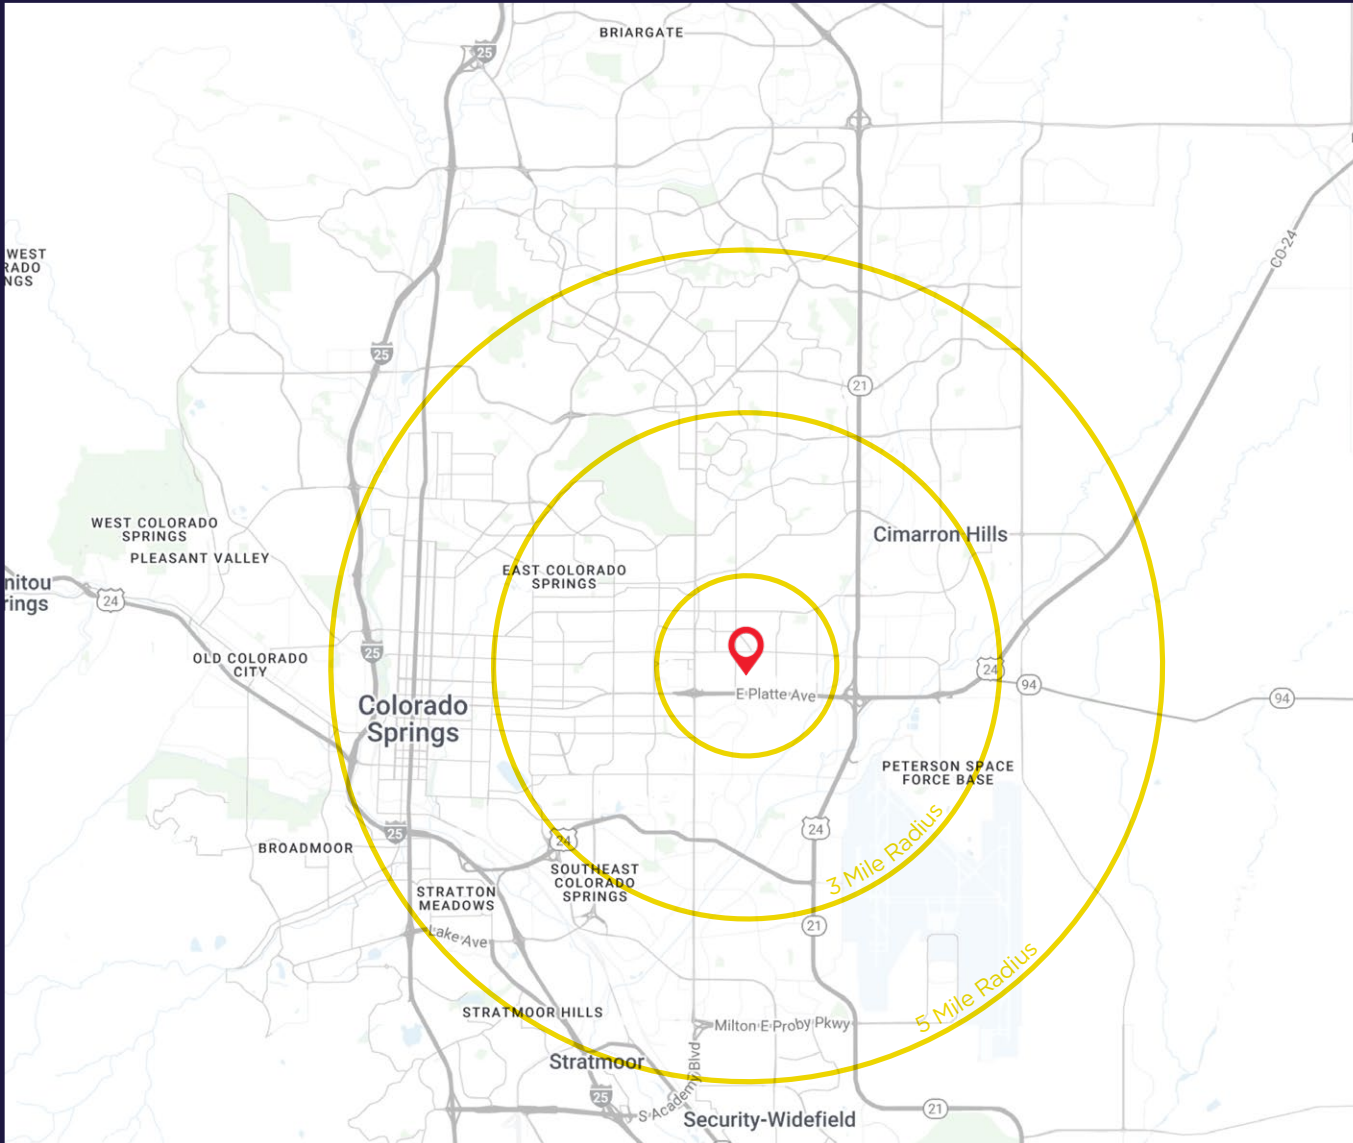 BRIARGATE
25
WEST
RADO
NGS
CO-24
25
21
WEST COLORADO
SPRINGS
PLEASANT VALLEY
Cimarron Hills
EAST COLORADO
SPRINGS
nitou
rings
24
25
OLD COLORADO
CITY
24
94
94
E Platte Ave
Colorado
Springs
PETERSON SPACE
FORCE BASE
25
24
24
BROADMOOR
3 Mile Radius
SOUTHEAST
COLORADO
SPRINGS
STRATTON
MEADOWS
Lake Ave
21
5 Mile Radius
STRATMOOR HILLS
Milton E Proby Pkwy
Stratmoor
S Academy Blvd
25
21
Security-Widefield